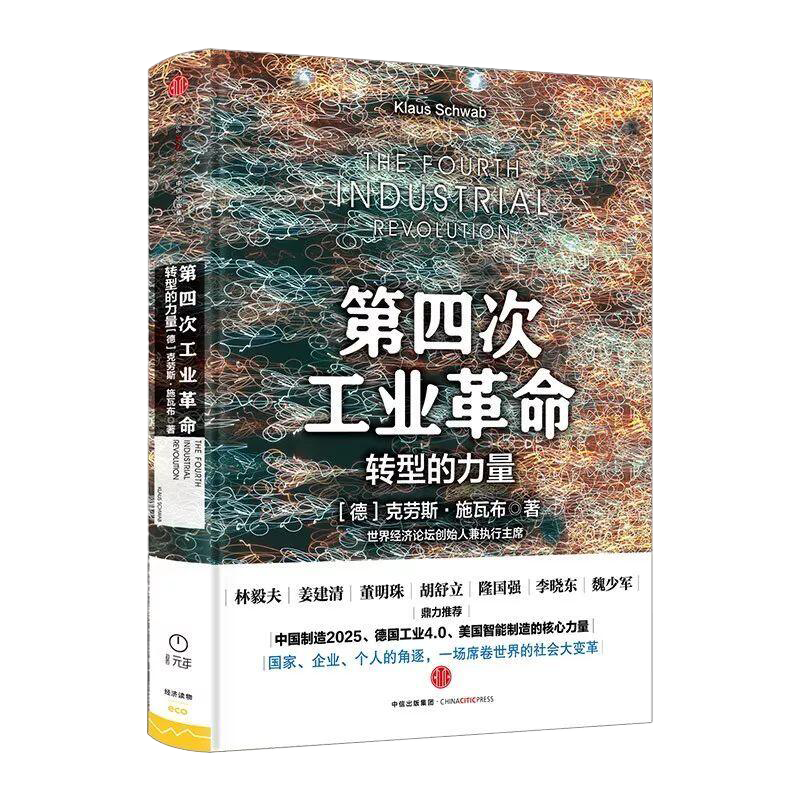 Klaus Schwab
THE FOURTH
INDUSTRIAL
REVOLUTION
第四次
工业革命
转型的力量
[德]克劳斯·施瓦布◎著
世界经济论坛创始人兼执行主席
林毅夫|姜建清|董明珠|胡舒立|隆国强|李晓东|魏少军
鼎力推荐
中国制造2025、德国工业4.0、美国智能制造的核心力量
国家、企业、个人的角逐，一场席卷世界的社会大变革
中信出版集团·CHINACITICPRESS
中信出版集团
第四次工业革命
转型的力量
[德]克劳斯·施瓦布◎著
THE FOURTH
INDUSTRIAL
REVOLUTION
KLAUS SCHWAB
元年
经济读物
eco